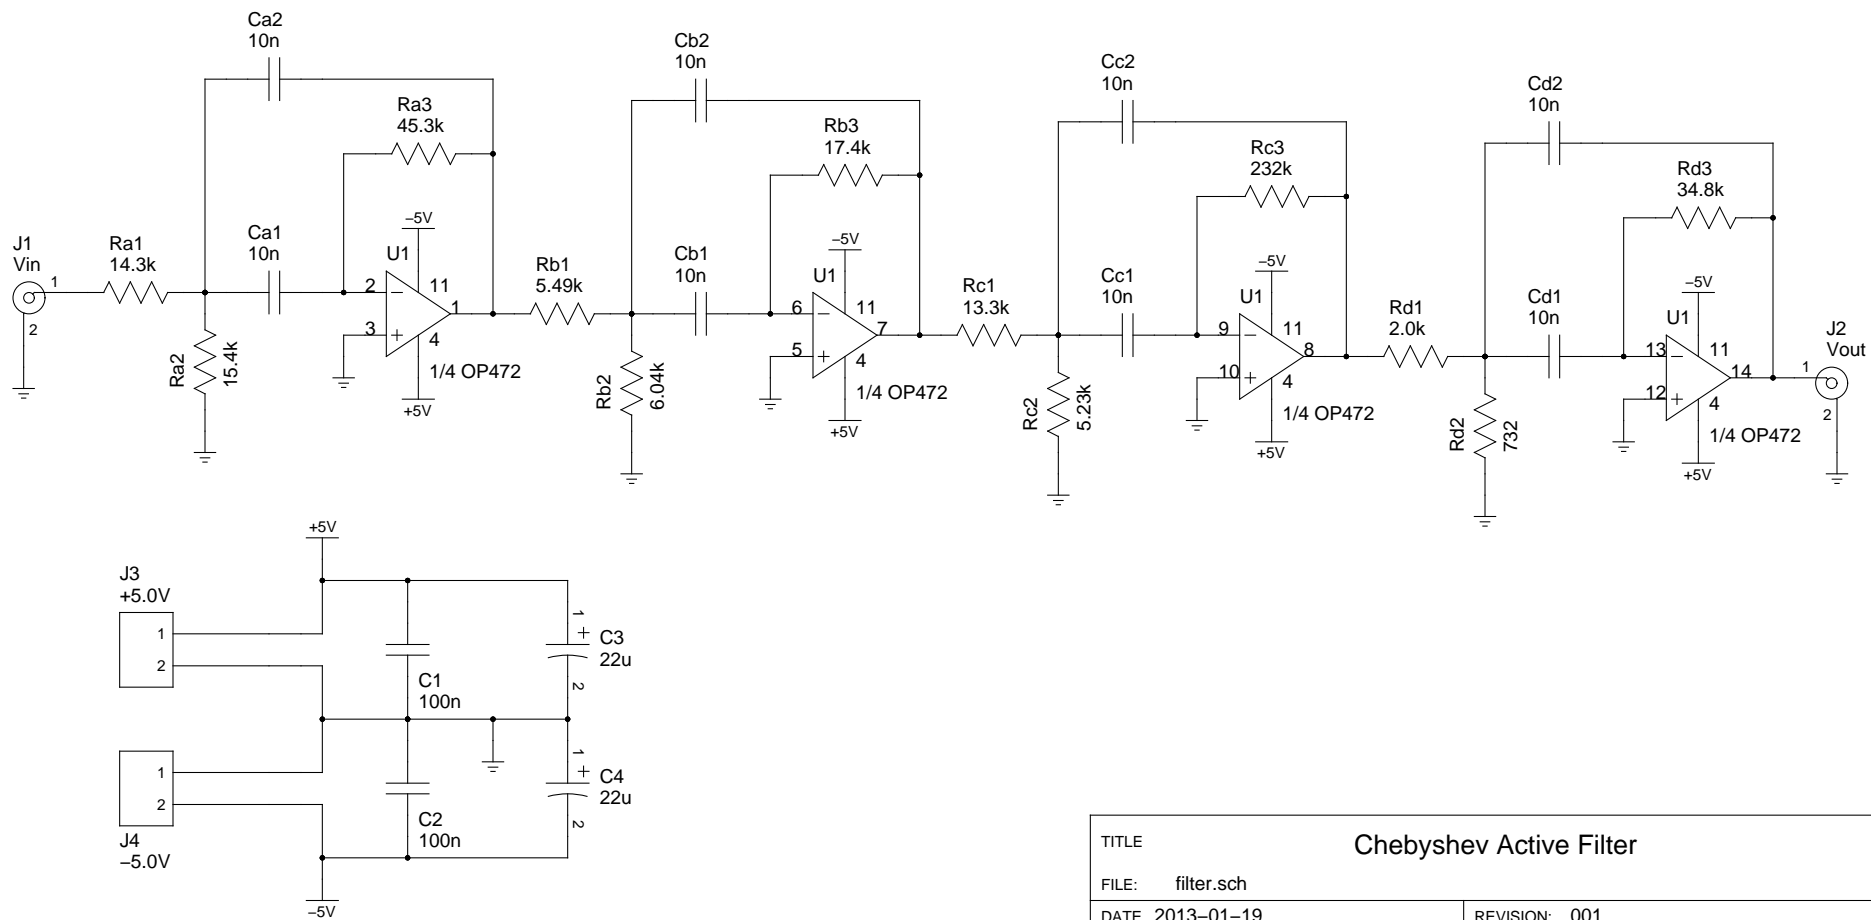 Ca2
10n
Ra3
45.3k
−5V
J1
Vin
1
2
Ra1
14.3k
Ca1
10n
U1
2
3
11
1
4
1/4 OP472
+5V
Ra2
15.4k
Cb2
10n
Rb3
17.4k
−5V
Rb1
5.49k
Cb1
10n
U1
6
5
11
7
4
1/4 OP472
+5V
Rb2
6.04k
Cc2
10n
Rc3
232k
−5V
Rc1
13.3k
Cc1
10n
U1
9
10
11
8
4
1/4 OP472
+5V
Rc2
5.23k
Cd2
10n
Rd3
34.8k
−5V
Rd1
2.0k
Cd1
10n
U1
13
12
11
14
4
1/4 OP472
+5V
Rd2
732
J2
Vout
1
2
+5V
J3
+5.0V
1
2
C1
100n
1
+
C3
22u
2
1
2
J4
−5.0V
C2
100n
1
+
C4
22u
2
−5V
TITLE
Chebyshev Active Filter
FILE: filter.sch
DATE 2013−01−19
REVISION: 001